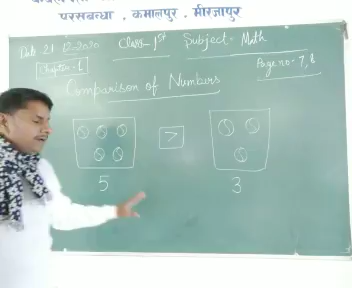 परसबन्धा , कमालपुर , मीरजापुर
Date 21.12.2020 Class- 1st Subject- Math
Chapter-1 Page no- 7, 8
Comparison of Numbers
>
5 3